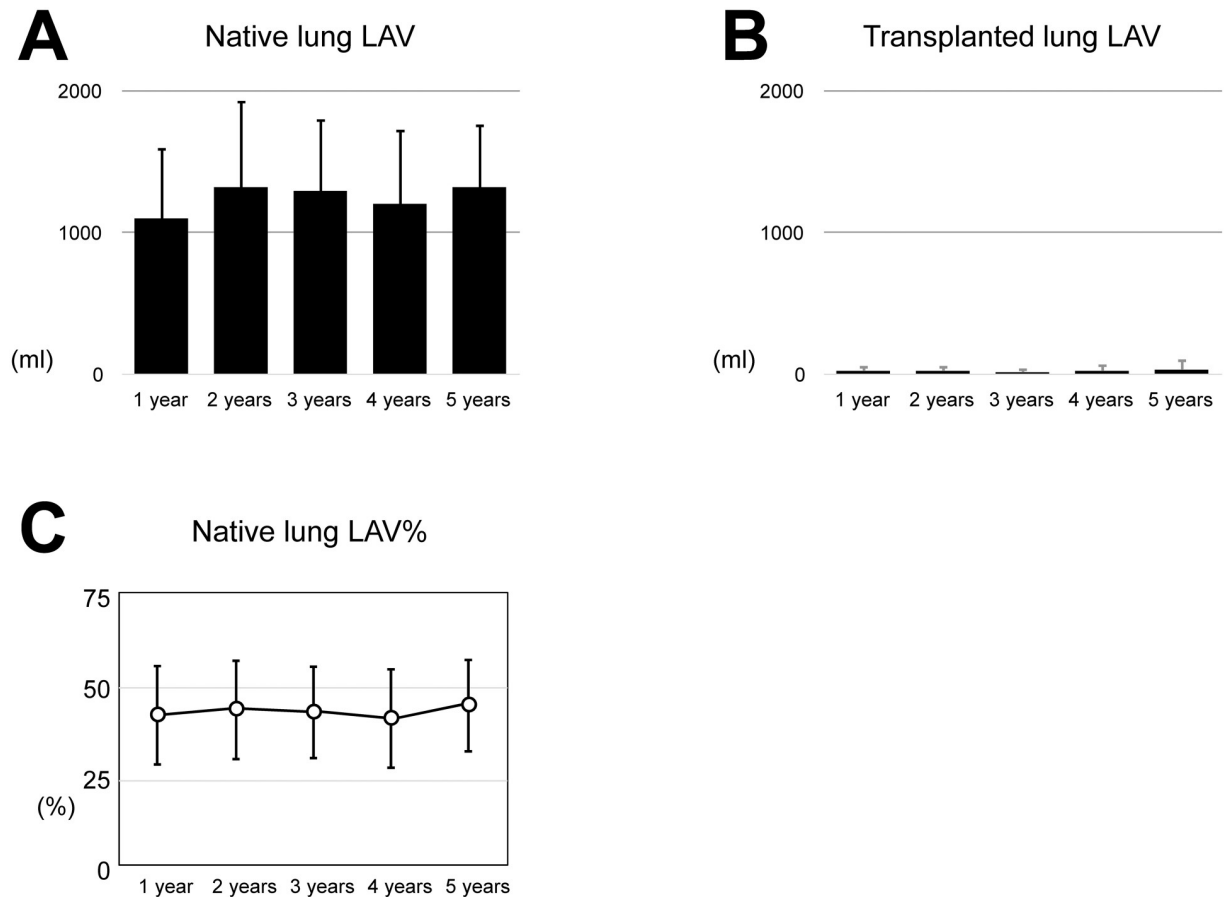 A
Native lung LAV
2000
1000
(ml)
0
1 year 2 years 3 years 4 years 5 years
B
Transplanted lung LAV
2000
1000
(ml)
0
1 year 2 years 3 years 4 years 5 years
C
Native lung LAV%
75
50
25
(%)
0
1 year 2 years 3 years 4 years 5 years